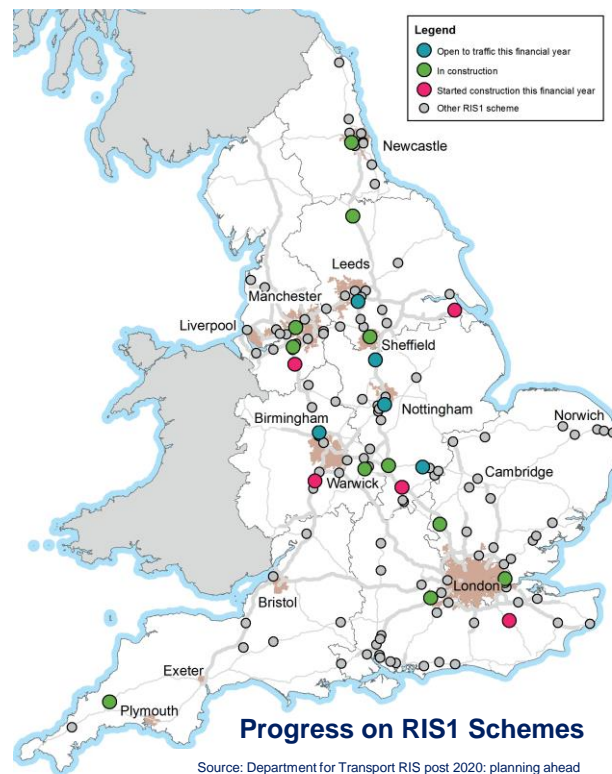 Legend
Open to traffic this financial year
In construction
Started construction this financial year
Other RIS1 scheme
Newcastle
Leeds
Manchester
Liverpool
Sheffield
Nottingham
Norwich
Birmingham
Cambridge
Warwick
London
Bristol
1
Exeter
Plymouth
Progress on RIS1 Schemes
Source: Department for Transport RIS post 2020: planning ahead